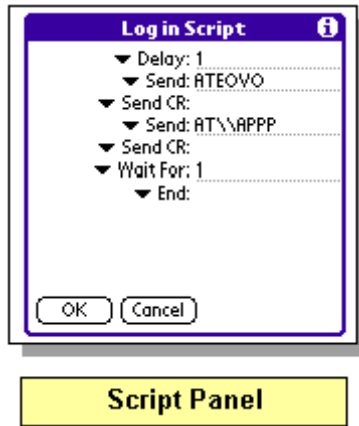 Log in Script i
Delay: 1
Send: ATE0V0
Send CR:
Send: AT\\APPP
Send CR:
Wait For: 1
End:
OK Cancel
Script Panel